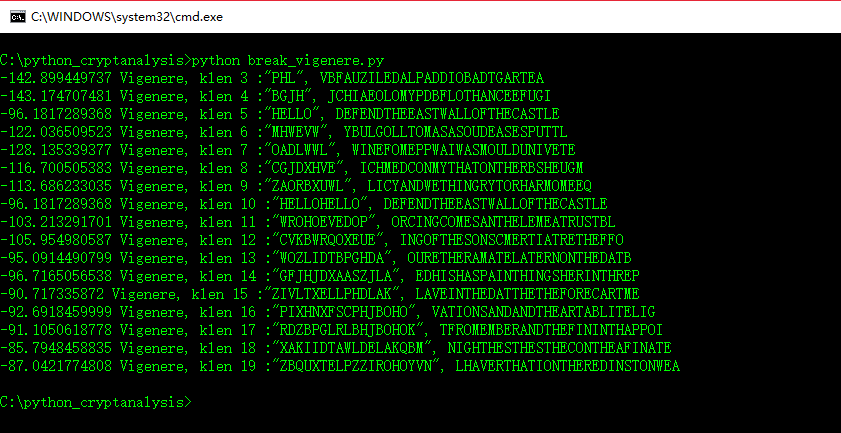 C:\WINDOWS\system32\cmd.exe
C:\python_cryptanalysis>python break_vigenere.py
-142.899449737 Vigenere, klen 3 :"PHL", VBFAUZILEDALPADDIOBADTGARTEA
-143.174707481 Vigenere, klen 4 :"BGJH", JCHIAEOLOMYPDBFLOTHANCEEFUGI
-96.1817289368 Vigenere, klen 5 :"HELLO", DEFENDTHEEASTWALLOFTHECASTLE
-122.036509523 Vigenere, klen 6 :"MHWEVW", YBULGOLLTOMASASOUDEASESPUTTL
-128.135339377 Vigenere, klen 7 :"OADLWWL", WINEFOMEPPWAIWASMOULDUNIVETE
-116.700505383 Vigenere, klen 8 :"CGJDXHVE", ICHMEDCONMYTHATONTHERBSHEUGM
-113.686233035 Vigenere, klen 9 :"ZAORBXUWL", LICYANDWETHINGRYTORHARMOMEEQ
-96.1817289368 Vigenere, klen 10 :"HELLOHELLO", DEFENDTHEEASTWALLOFTHECASTLE
-103.213291701 Vigenere, klen 11 :"WROHOEVEDOP", ORCINGCOMESANTHELEMEATRUSTBL
-105.954980587 Vigenere, klen 12 :"CVKBWRQOXEUE", INGOFTHESONSCMERTIATRETHEFFO
-95.0914490799 Vigenere, klen 13 :"WOZLIDTBPGHDA", OURETHERAMATELATERNONTHEDATB
-96.7165056538 Vigenere, klen 14 :"GFJHJDXAASZJLA", EDHISHASPAINTHINGSHERINTHREP
-90.717335872 Vigenere, klen 15 :"ZIVLTXELLPHDLAK", LAVEINTHEDATTHETHEFORECARTME
-92.6918459999 Vigenere, klen 16 :"PIXHNXFSCPHJBOHO", VATIONSANDANDTHEARTABLITELIG
-91.1050618778 Vigenere, klen 17 :"RDZBPGLRLBHJBOHOK", TFROMEMBERANDTHEFININTHAPPOI
-85.7948458835 Vigenere, klen 18 :"XAKIIDTAWLDELAKQBM", NIGHTHESTHESTHECONTHEAFINATE
-87.0421774808 Vigenere, klen 19 :"ZBQUXTELPZZIROHOYVN", LHAVERTHATIONTHEREDINSTONWEA
C:\python_cryptanalysis>